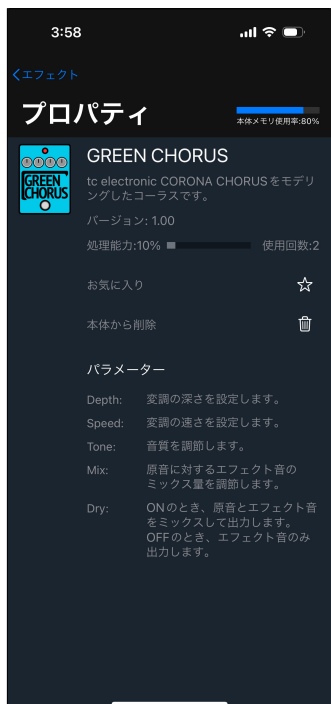 3:58
エフェクト
プロパティ
本体メモリ使用率:80%
GREEN CHORUS
GREEN
CHORUS
tc electronic CORONA CHORUSをモデリ
ングしたコーラスです。
バージョン: 1.00
処理能力:10%
使用回数:2
お気に入り
本体から削除
パラメーター
Depth: 変調の深さを設定します。
Speed: 変調の速さを設定します。
Tone: 音質を調節します。
Mix: 原音に対するエフェクト音の
ミックス量を調節します。
Dry: ONのとき、原音とエフェクト音
をミックスして出力します。
OFFのとき、エフェクト音のみ
出力します。